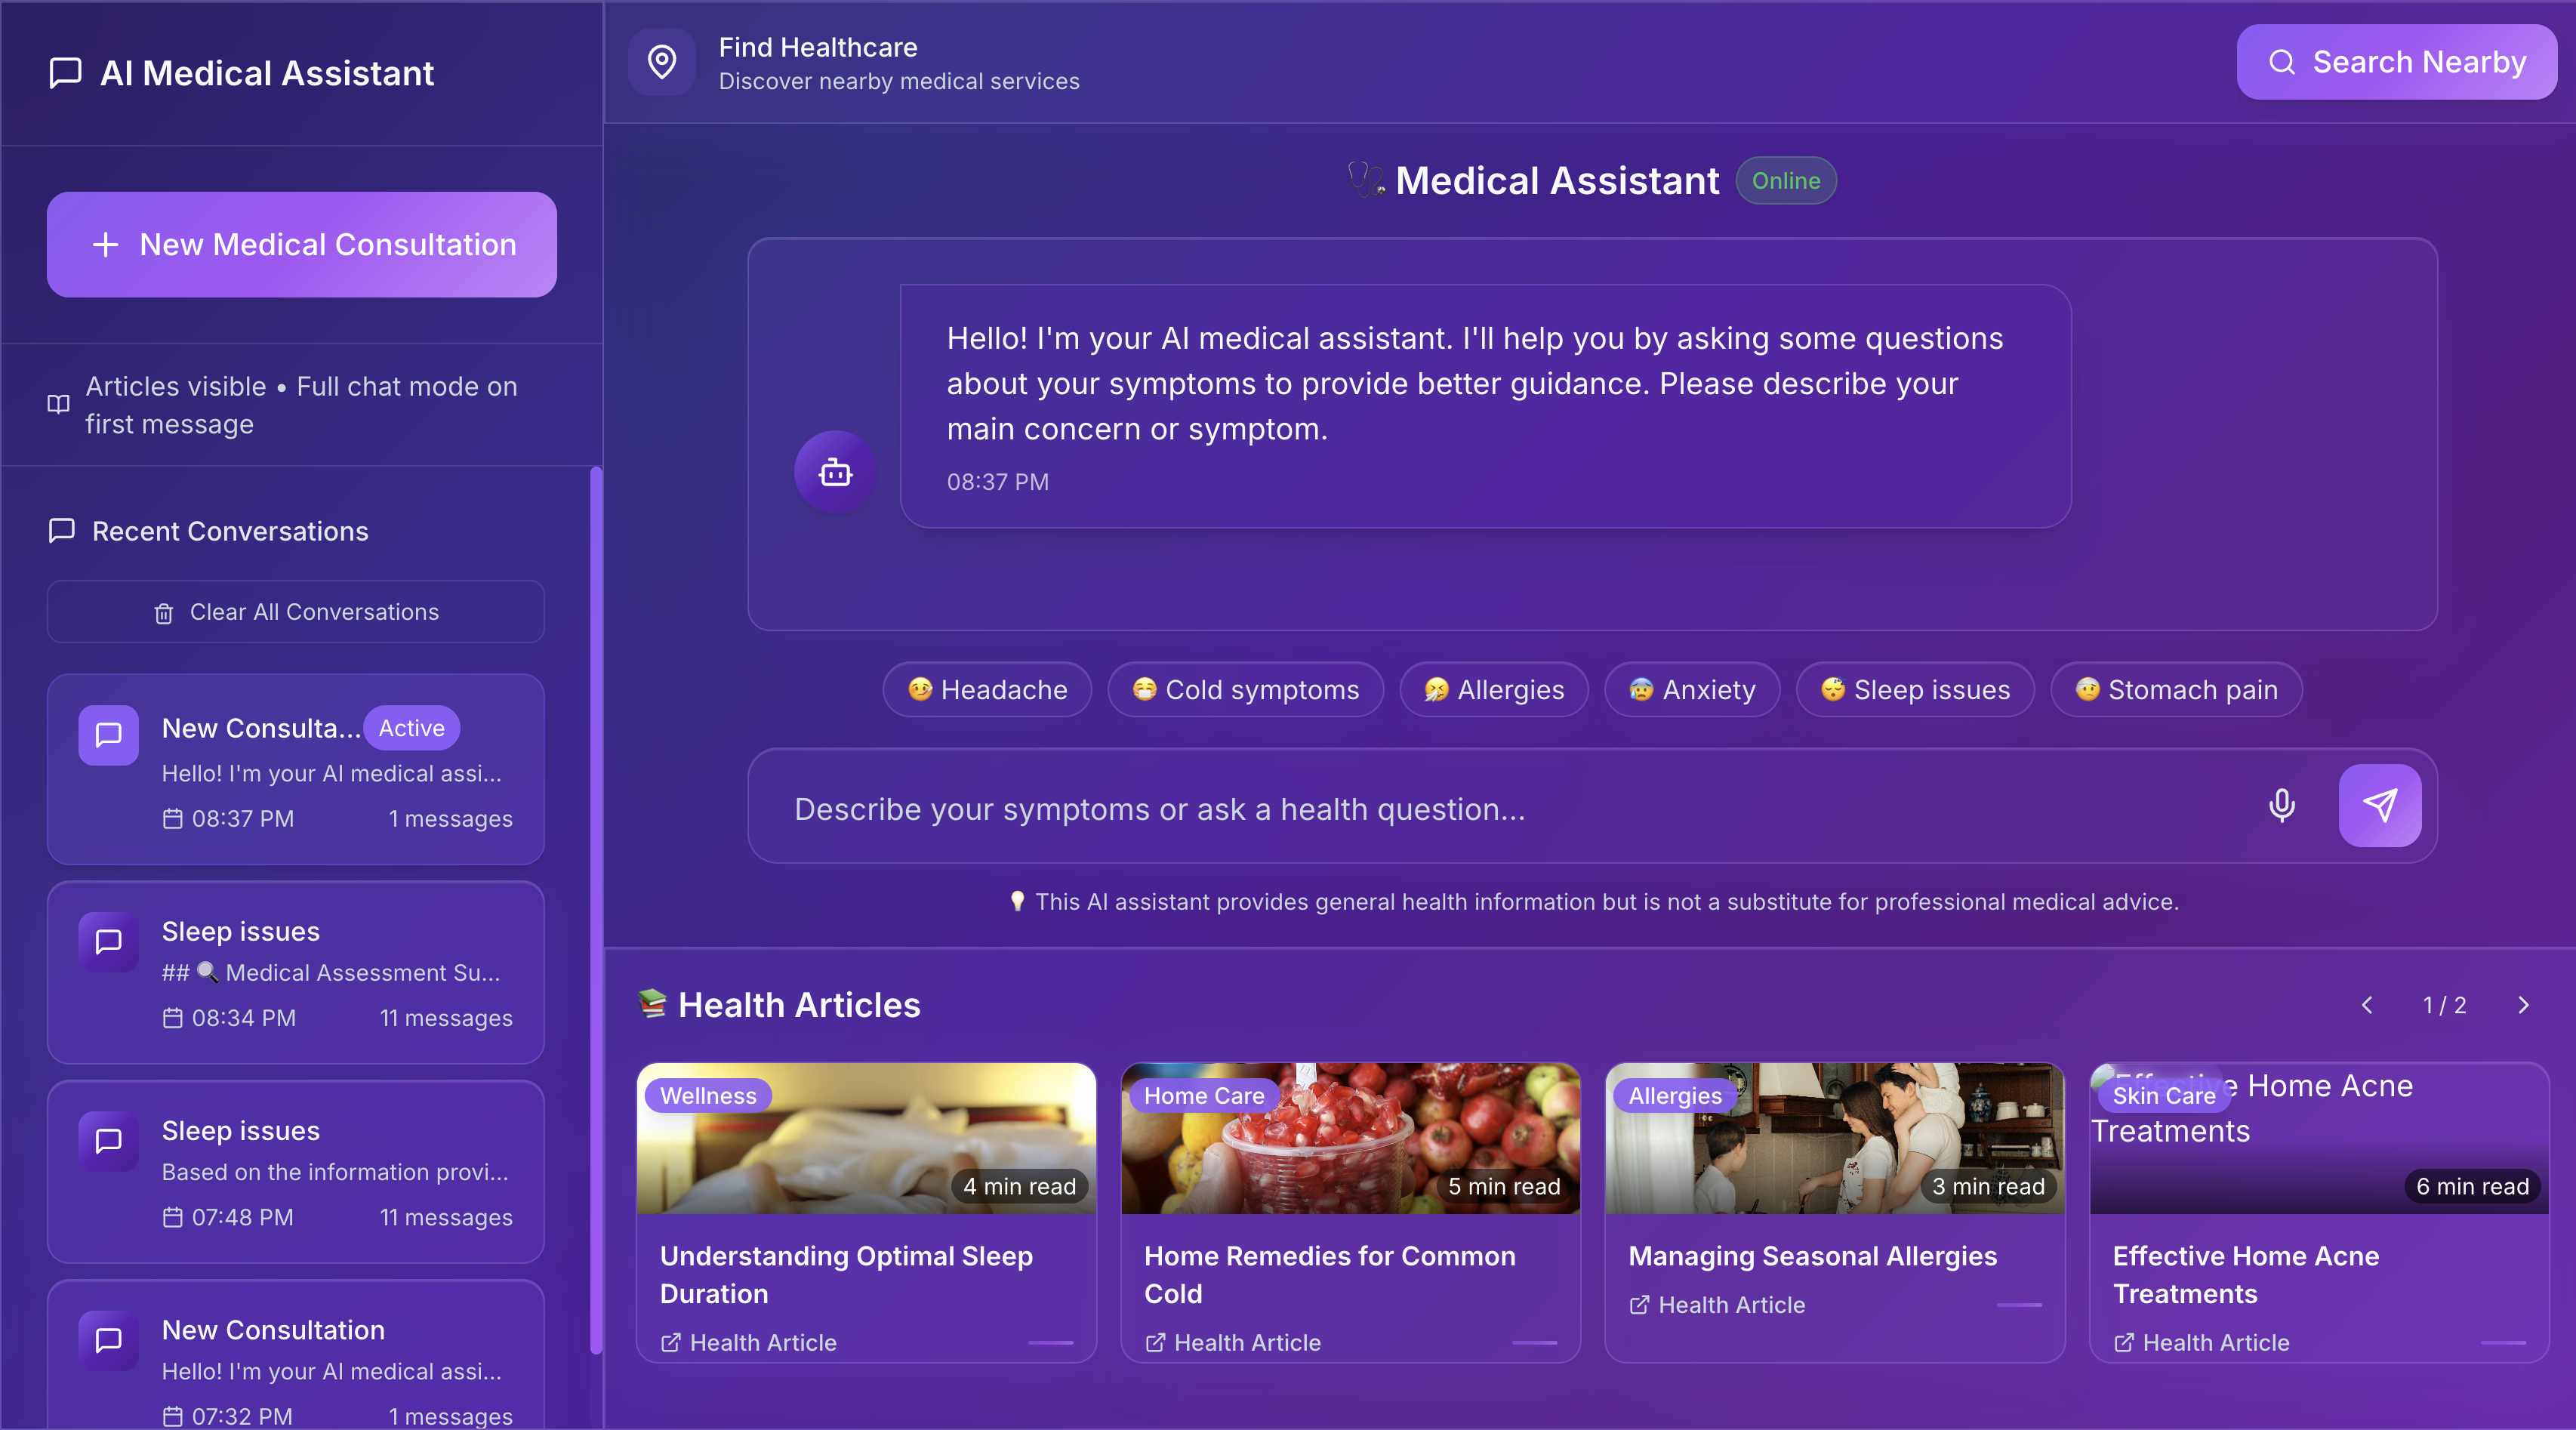 AI Medical Assistant
New Medical Consultation
Articles visible • Full chat mode on
first message
Recent Conversations
Clear All Conversations
New Consulta... Active
Hello! I'm your AI medical assi...
08:37 PM 1 messages
Sleep issues
## 🔍 Medical Assessment Su...
08:34 PM 11 messages
Sleep issues
Based on the information provi...
07:48 PM 11 messages
New Consultation
Hello! I'm your AI medical assi...
07:32 PM 1 messages
Find Healthcare
Discover nearby medical services
Search Nearby
🩺 Medical Assistant Online
Hello! I'm your AI medical assistant. I'll help you by asking some questions
about your symptoms to provide better guidance. Please describe your
main concern or symptom.
08:37 PM
🤒 Headache 😷 Cold symptoms 🤧 Allergies 😰 Anxiety 😴 Sleep issues 🤕 Stomach pain
Describe your symptoms or ask a health question...
💡 This AI assistant provides general health information but is not a substitute for professional medical advice.
📚 Health Articles
1 / 2
Wellness
4 min read
Understanding Optimal Sleep
Duration
Health Article
Home Care
5 min read
Home Remedies for Common
Cold
Health Article
Allergies
3 min read
Managing Seasonal Allergies
Health Article
Effective Home Acne
Treatments
Skin Care
6 min read
Effective Home Acne
Treatments
Health Article